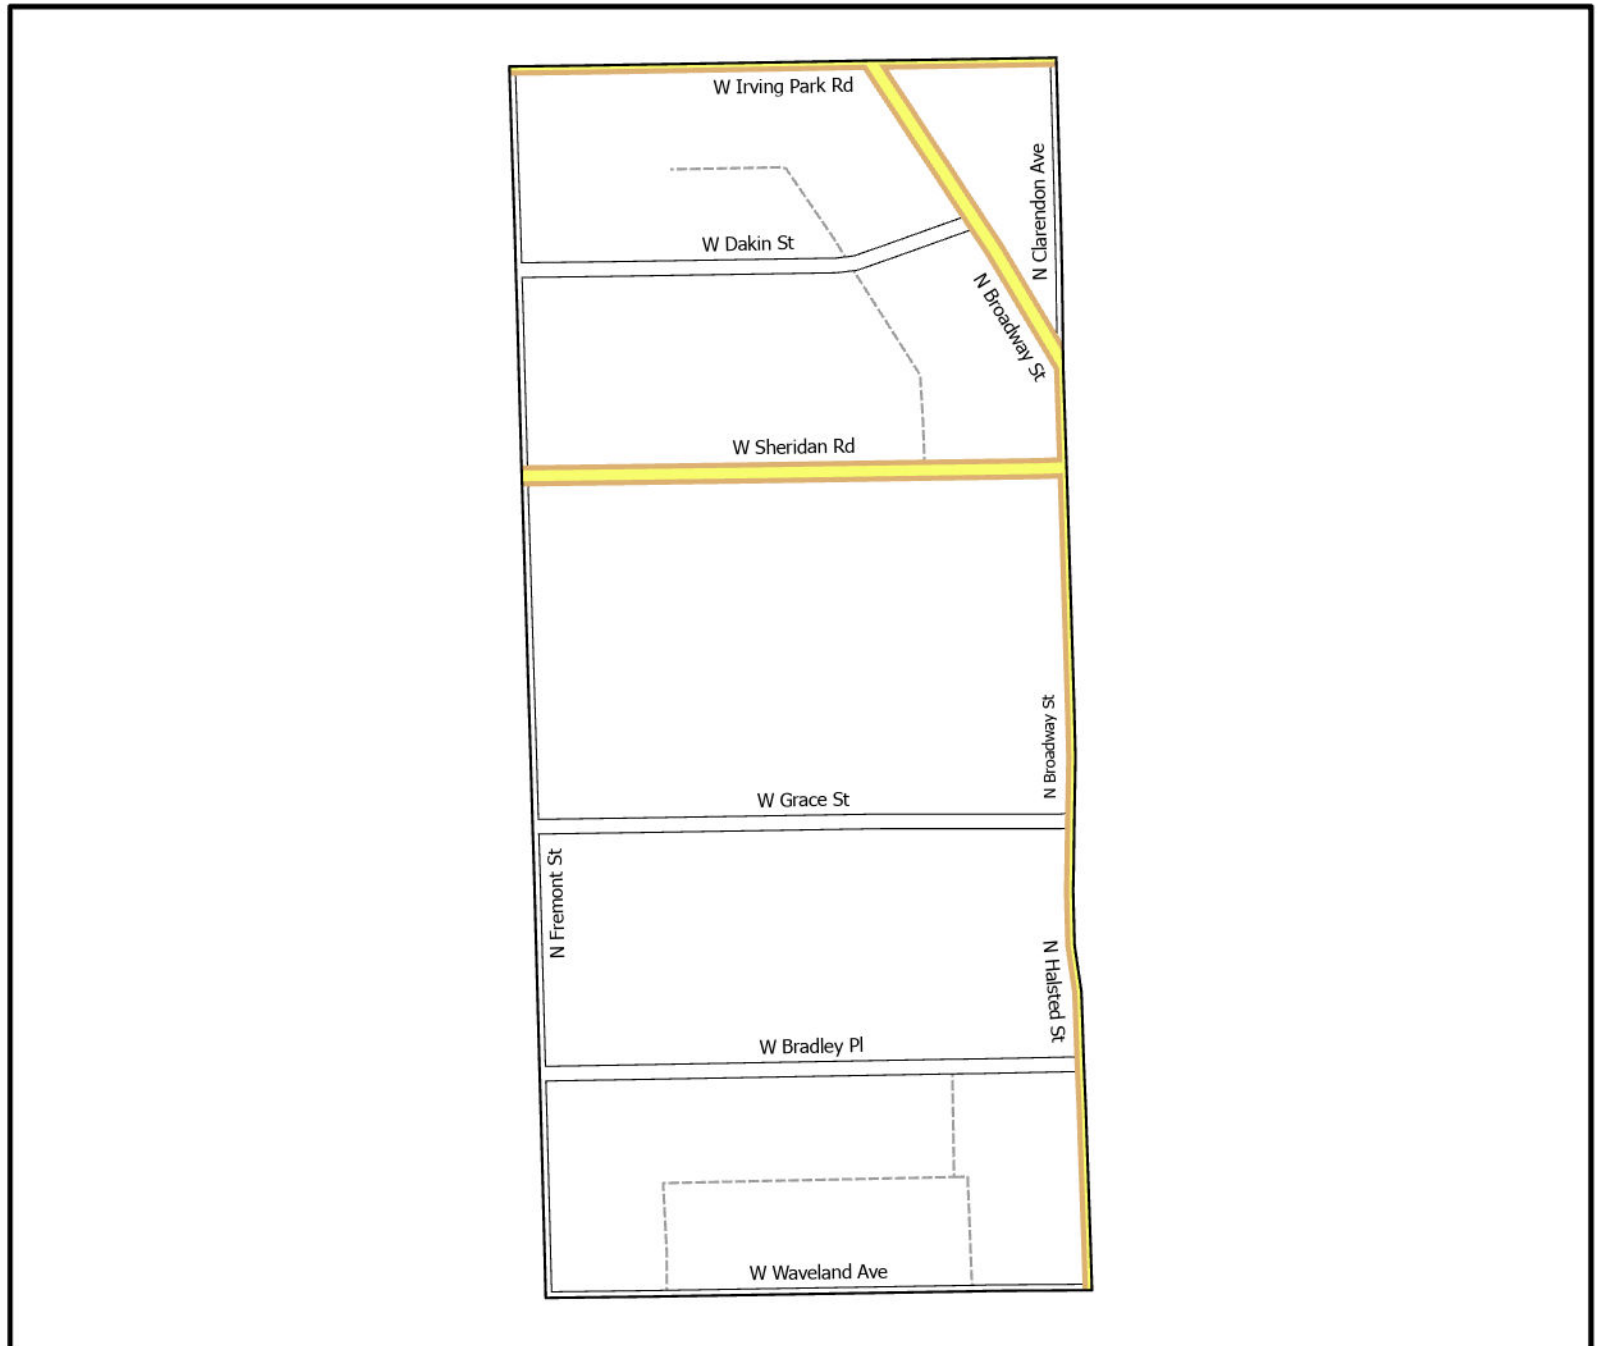 W Irving Park Rd
N Clarendon Ave
W Dakin St
N Broadway St
W Sheridan Rd
N Broadway St
W Grace St
N Fremont St
N Halsted St
W Bradley Pl
W Waveland Ave